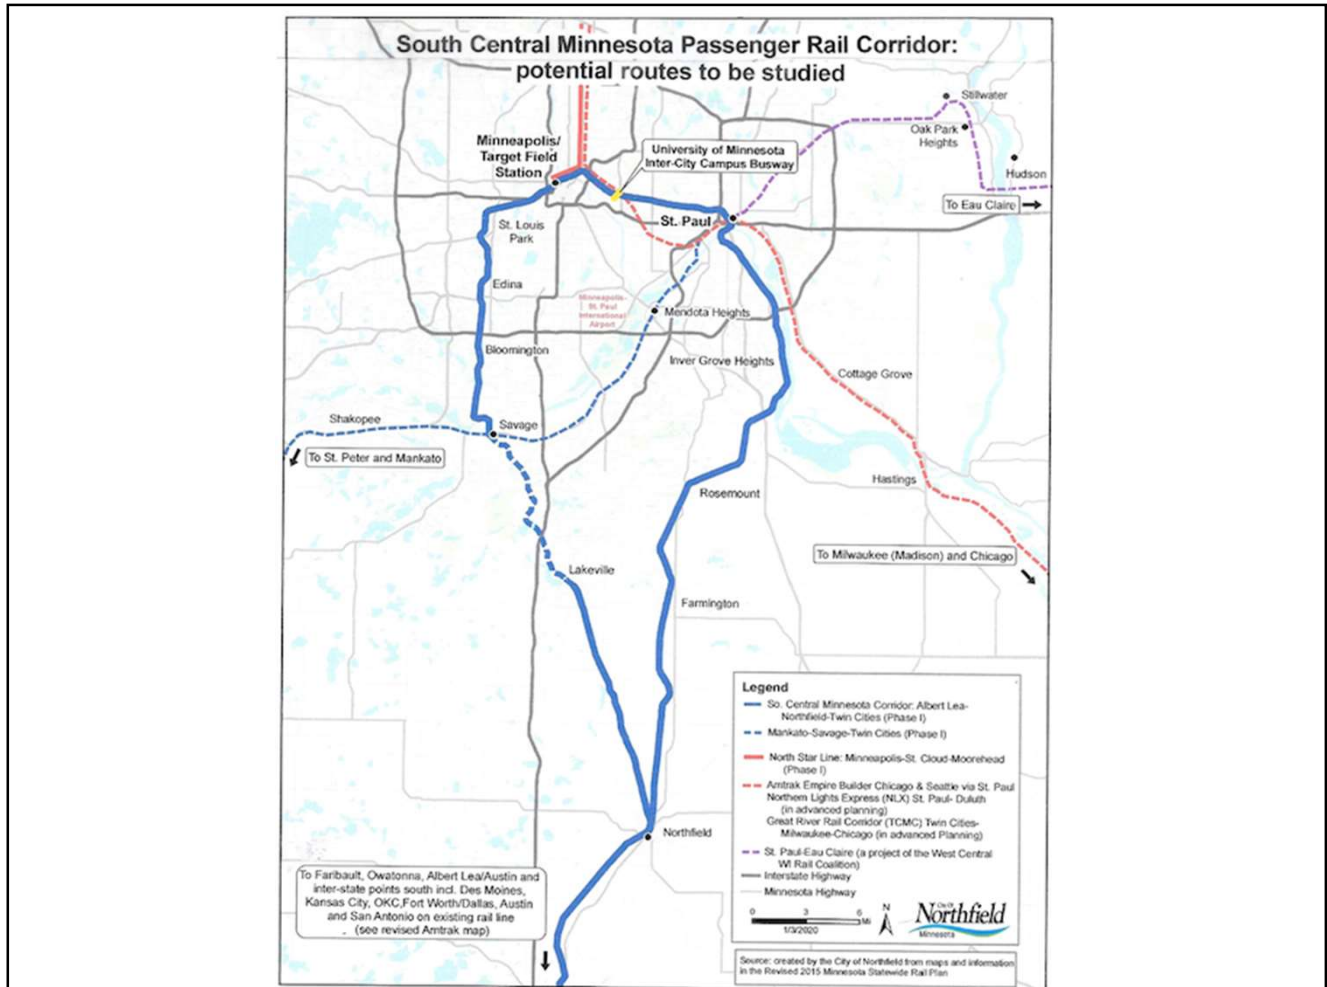 South Central Minnesota Passenger Rail Corridor:
potential routes to be studied
Stillwater
Oak Park
Heights
Hudson
To Eau Claire
Minneapolis/
Target Field
Station
University of Minnesota
Inter-City Campus Busway
St. Paul
St. Louis
Park
Edina
Minneapolis-
St. Paul
International
Airport
Mendota Heights
Bloomington
Inver Grove Heights
Cottage Grove
Shakopee
Savage
To St. Peter and Mankato
Hastings
Rosemount
To Milwaukee (Madison) and Chicago
Lakeville
Farmington
Northfield
To Faribault, Owatonna, Albert Lea/Austin and
inter-state points south incl. Des Moines,
Kansas City, OKC,Fort Worth/Dallas, Austin
and San Antonio on existing rail line
(see revised Amtrak map)
Legend
So. Central Minnesota Corridor: Albert Lea-
Northfield-Twin Cities (Phase I)
Mankato-Savage-Twin Cities (Phase I)
North Star Line: Minneapolis-St. Cloud-Moorehead
(Phase I)
Amtrak Empire Builder Chicago & Seattle via St. Paul
Northern Lights Express (NLX) St. Paul- Duluth
(in advanced planning)
Great River Rail Corridor (TCMC) Twin Cities-
Milwaukee-Chicago (in advanced Planning)
St. Paul-Eau Claire (a project of the West Central
WI Rail Coalition)
Interstate Highway
Minnesota Highway
0 3 6 Mi
1/3/2020
N
City of
Northfield
Minnesota
Source: created by the City of Northfield from maps and information
in the Revised 2015 Minnesota Statewide Rail Plan